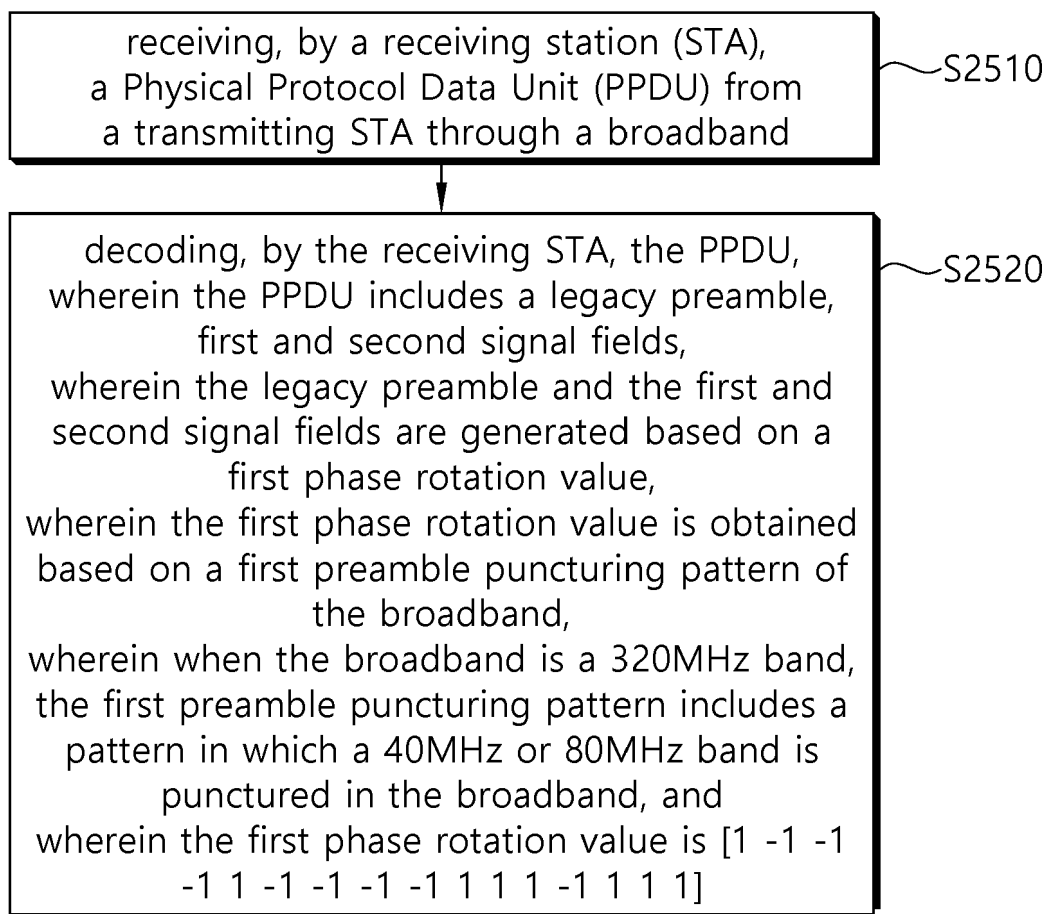 receiving, by a receiving station (STA),
a Physical Protocol Data Unit (PPDU) from
a transmitting STA through a broadband
S2510
decoding, by the receiving STA, the PPDU,
wherein the PPDU includes a legacy preamble,
first and second signal fields,
wherein the legacy preamble and the first and
second signal fields are generated based on a
first phase rotation value,
wherein the first phase rotation value is obtained
based on a first preamble puncturing pattern of
the broadband,
wherein when the broadband is a 320MHz band,
the first preamble puncturing pattern includes a
pattern in which a 40MHz or 80MHz band is
punctured in the broadband, and
wherein the first phase rotation value is [1 -1 -1
-1 1 -1 -1 -1 -1 1 1 1 -1 1 1 1]
S2520